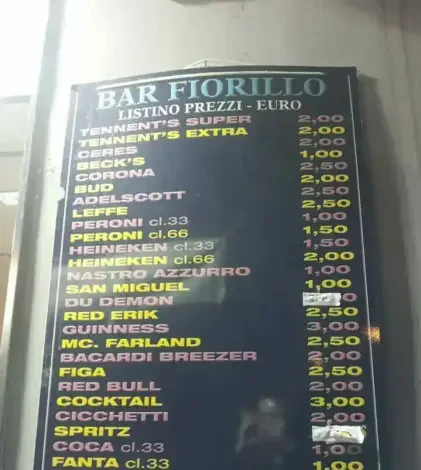 BAR FIORILLO
LISTINO PREZZI - EURO
TENNENT'S SUPER 2,00
TENNENT'S EXTRA 2,00
CERES 2,00
BECK'S 1,00
CORONA 2,50
BUD 2,00
ADELSCOTT 2,50
LEFFE 2,50
PERONI cl.33 1,00
PERONI cl.66 1,50
HEINEKEN cl.33 1,50
HEINEKEN cl.66 2,00
NASTRO AZZURRO 1,00
SAN MIGUEL 1,00
DU DEMON
RED ERIK 2,50
GUINNESS 3,00
MC. FARLAND 2,50
BACARDI BREEZER 2,00
FIGA 2,50
RED BULL 2,00
COCKTAIL 3,00
CICCHETTI 2,00
SPRITZ
COCA cl.33 1,00
FANTA cl.33 1,00